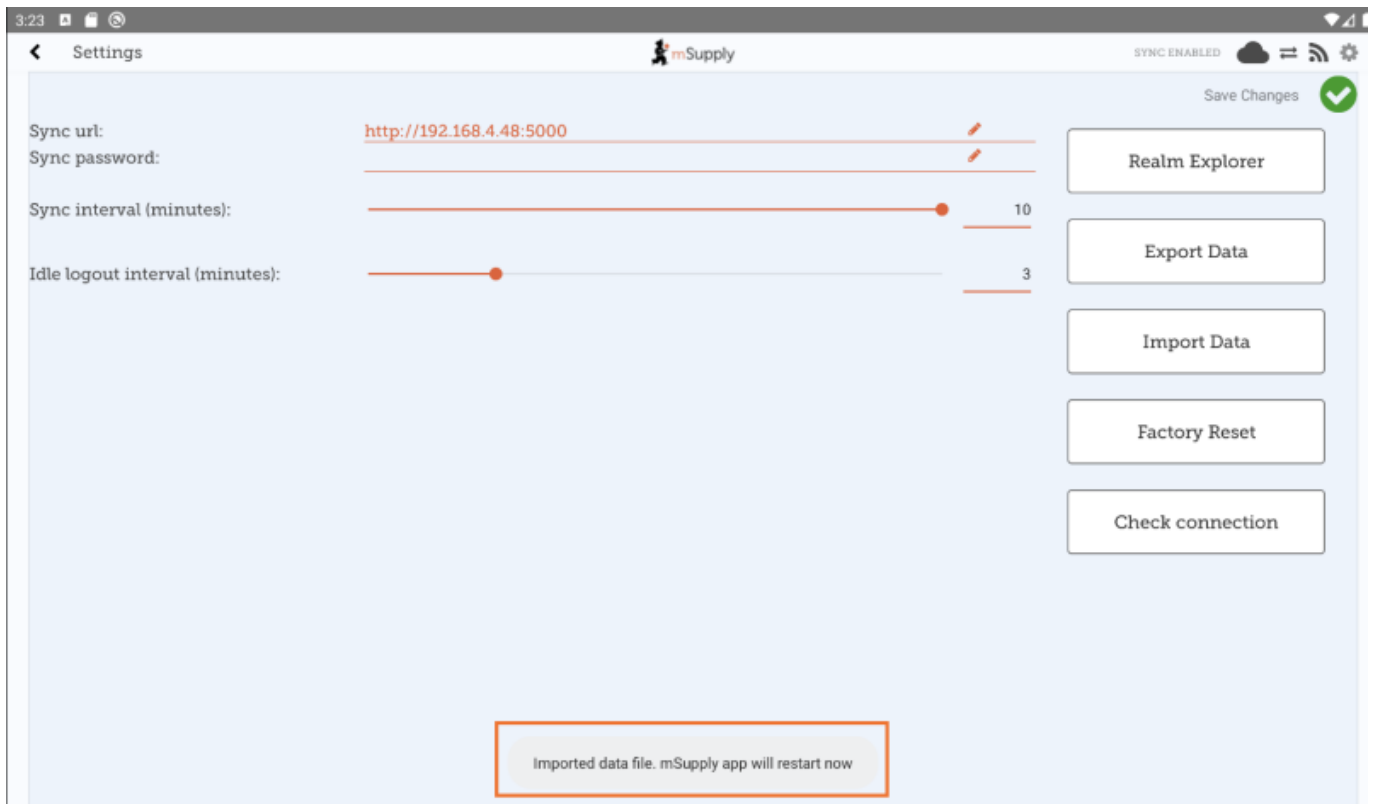 3:23
Settings
mSupply
SYNC ENABLED
Save Changes
Sync url: http://192.168.4.48:5000
Sync password:
Realm Explorer
Sync interval (minutes): 10
Export Data
Idle logout interval (minutes): 3
Import Data
Factory Reset
Check connection
Imported data file. mSupply app will restart now